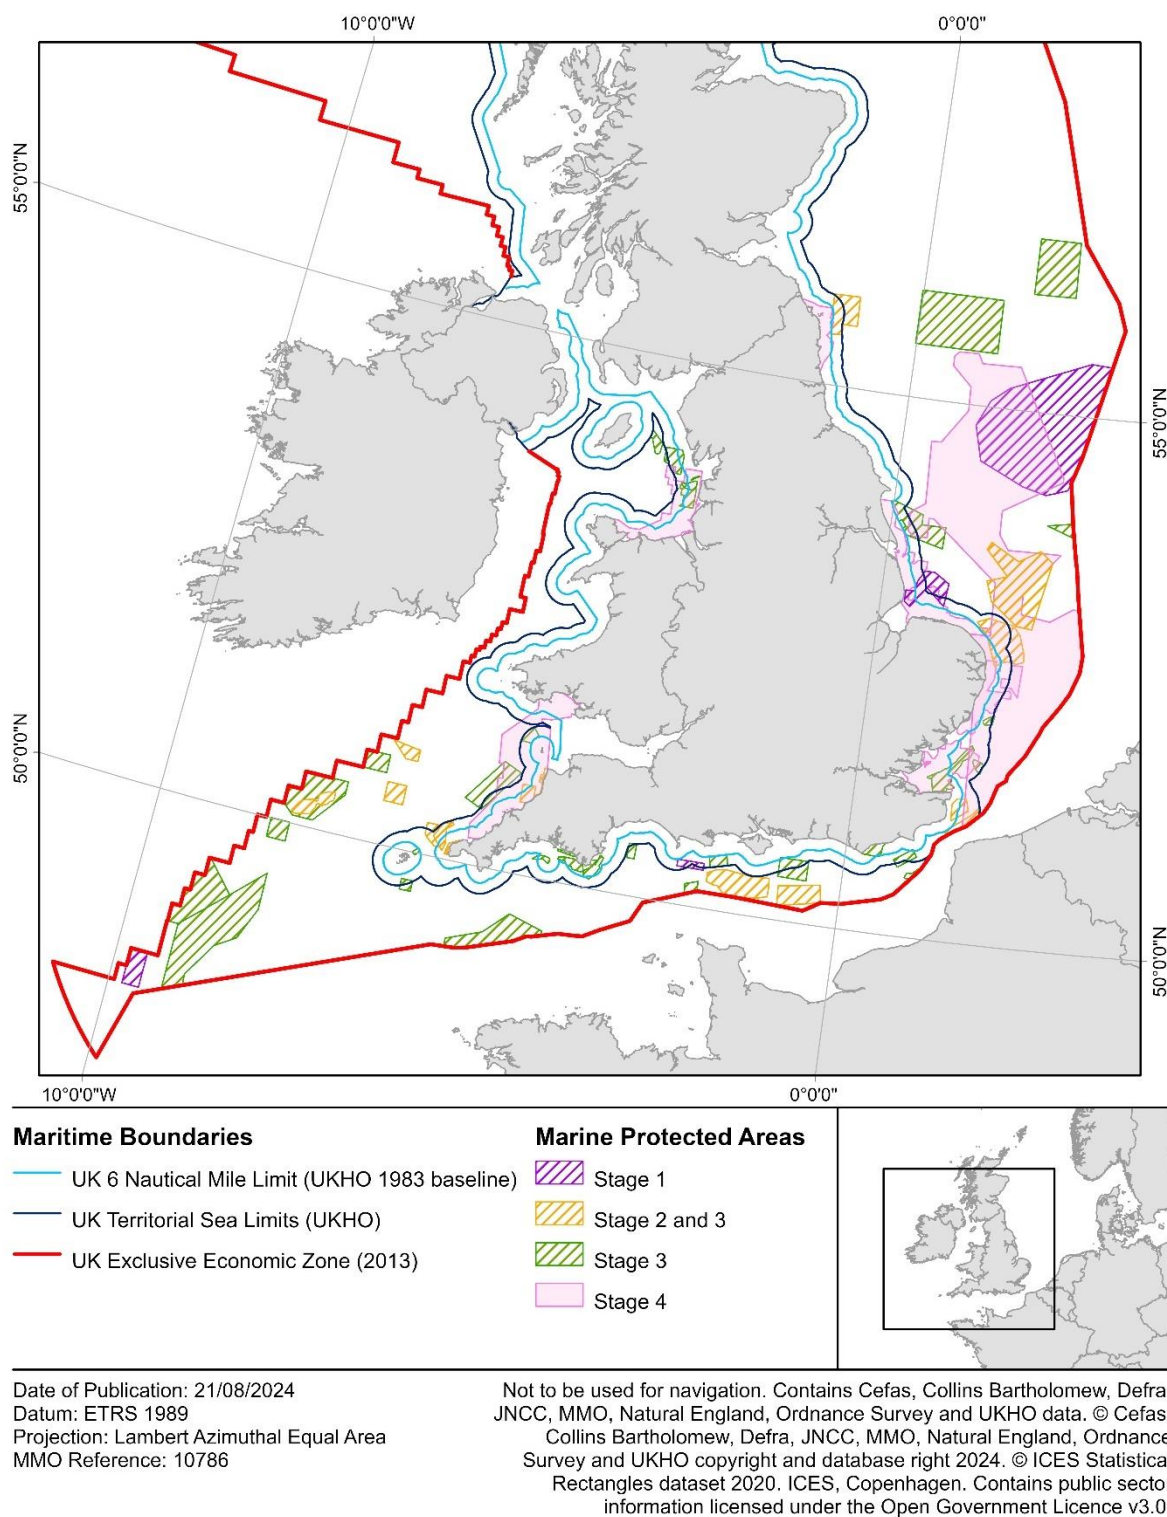 10°0'0"W
0°0'0"
55°0'0"N
55°0'0"N
50°0'0"N
50°0'0"N
10°0'0"W
0°0'0"
Maritime Boundaries
UK 6 Nautical Mile Limit (UKHO 1983 baseline)
UK Territorial Sea Limits (UKHO)
UK Exclusive Economic Zone (2013)
Marine Protected Areas
Stage 1
Stage 2 and 3
Stage 3
Stage 4
Date of Publication: 21/08/2024
Datum: ETRS 1989
Projection: Lambert Azimuthal Equal Area
MMO Reference: 10786
Not to be used for navigation. Contains Cefas, Collins Bartholomew, Defra
JNCC, MMO, Natural England, Ordnance Survey and UKHO data. © Cefas
Collins Bartholomew, Defra, JNCC, MMO, Natural England, Ordnance
Survey and UKHO copyright and database right 2024. © ICES Statistica
Rectangles dataset 2020. ICES, Copenhagen. Contains public secto
information licensed under the Open Government Licence v3.0